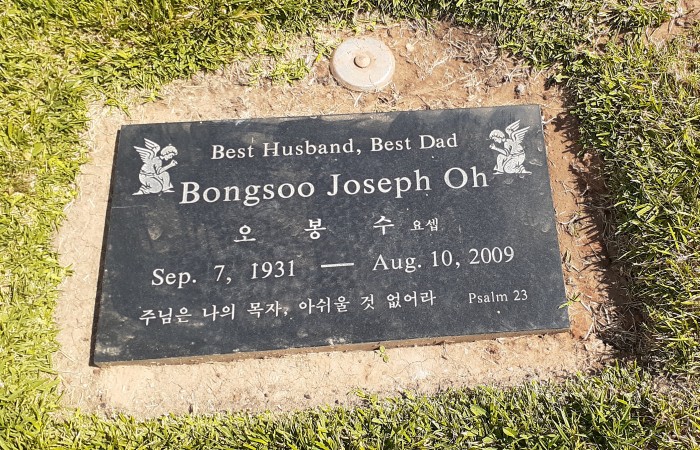 Best Husband, Best Dad
Bongsoo Joseph Oh
오 봉 수 요셉
Sep. 7, 1931 — Aug. 10, 2009
주님은 나의 목자, 아쉬울 것 없어라 Psalm 23